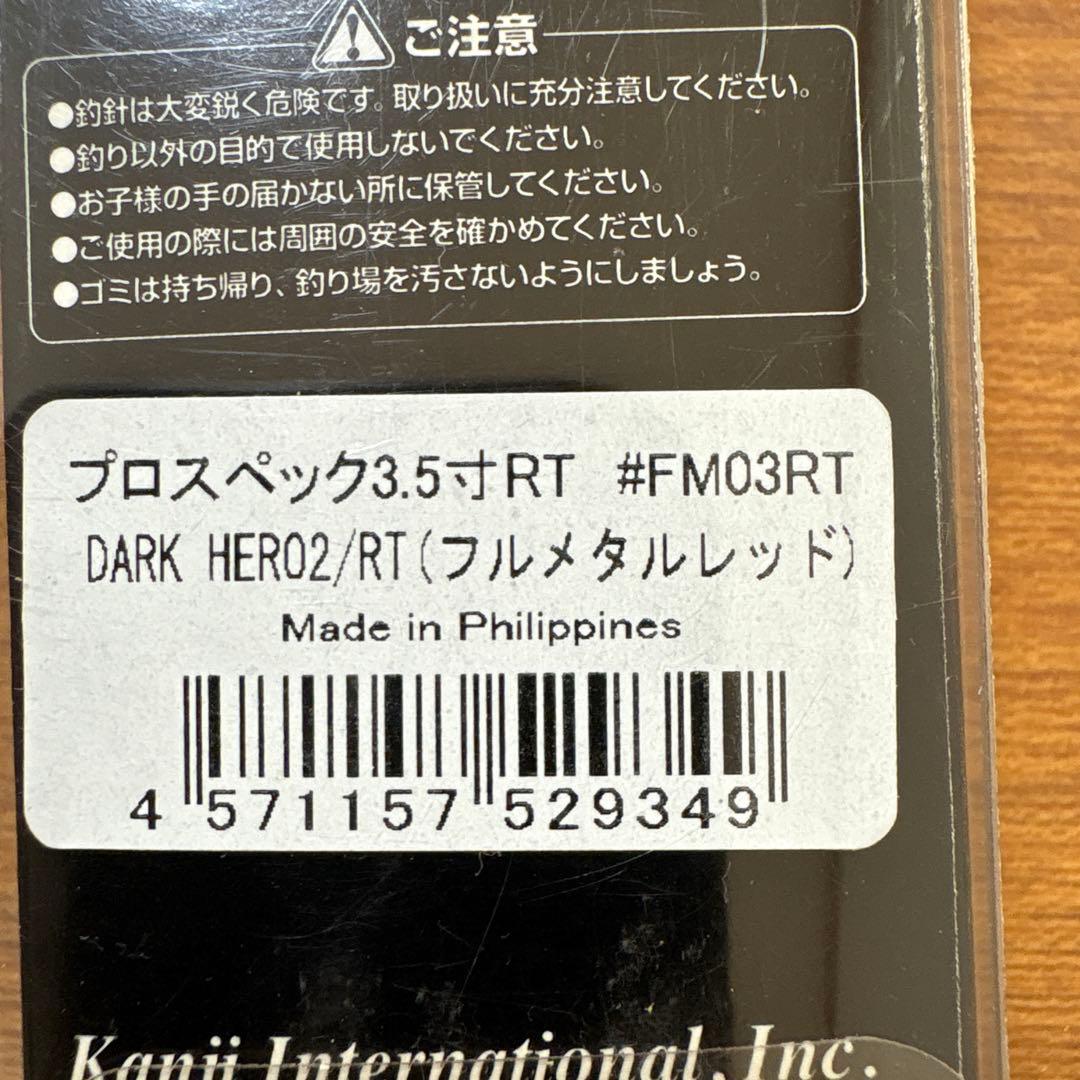 ご注意
●釣針は大変鋭く危険です。取り扱いに充分注意してください。
●釣り以外の目的で使用しないでください。
●お子様の手の届かない所に保管してください。
●ご使用の際には周囲の安全を確かめてください。
●ゴミは持ち帰り、釣り場を汚さないようにしましょう。
プロスペック3.5寸RT #FM03RT
DARK HERO2/RT(フルメタルレッド)
Made in Philippines
4 571157 529349
Kanji International, Inc.